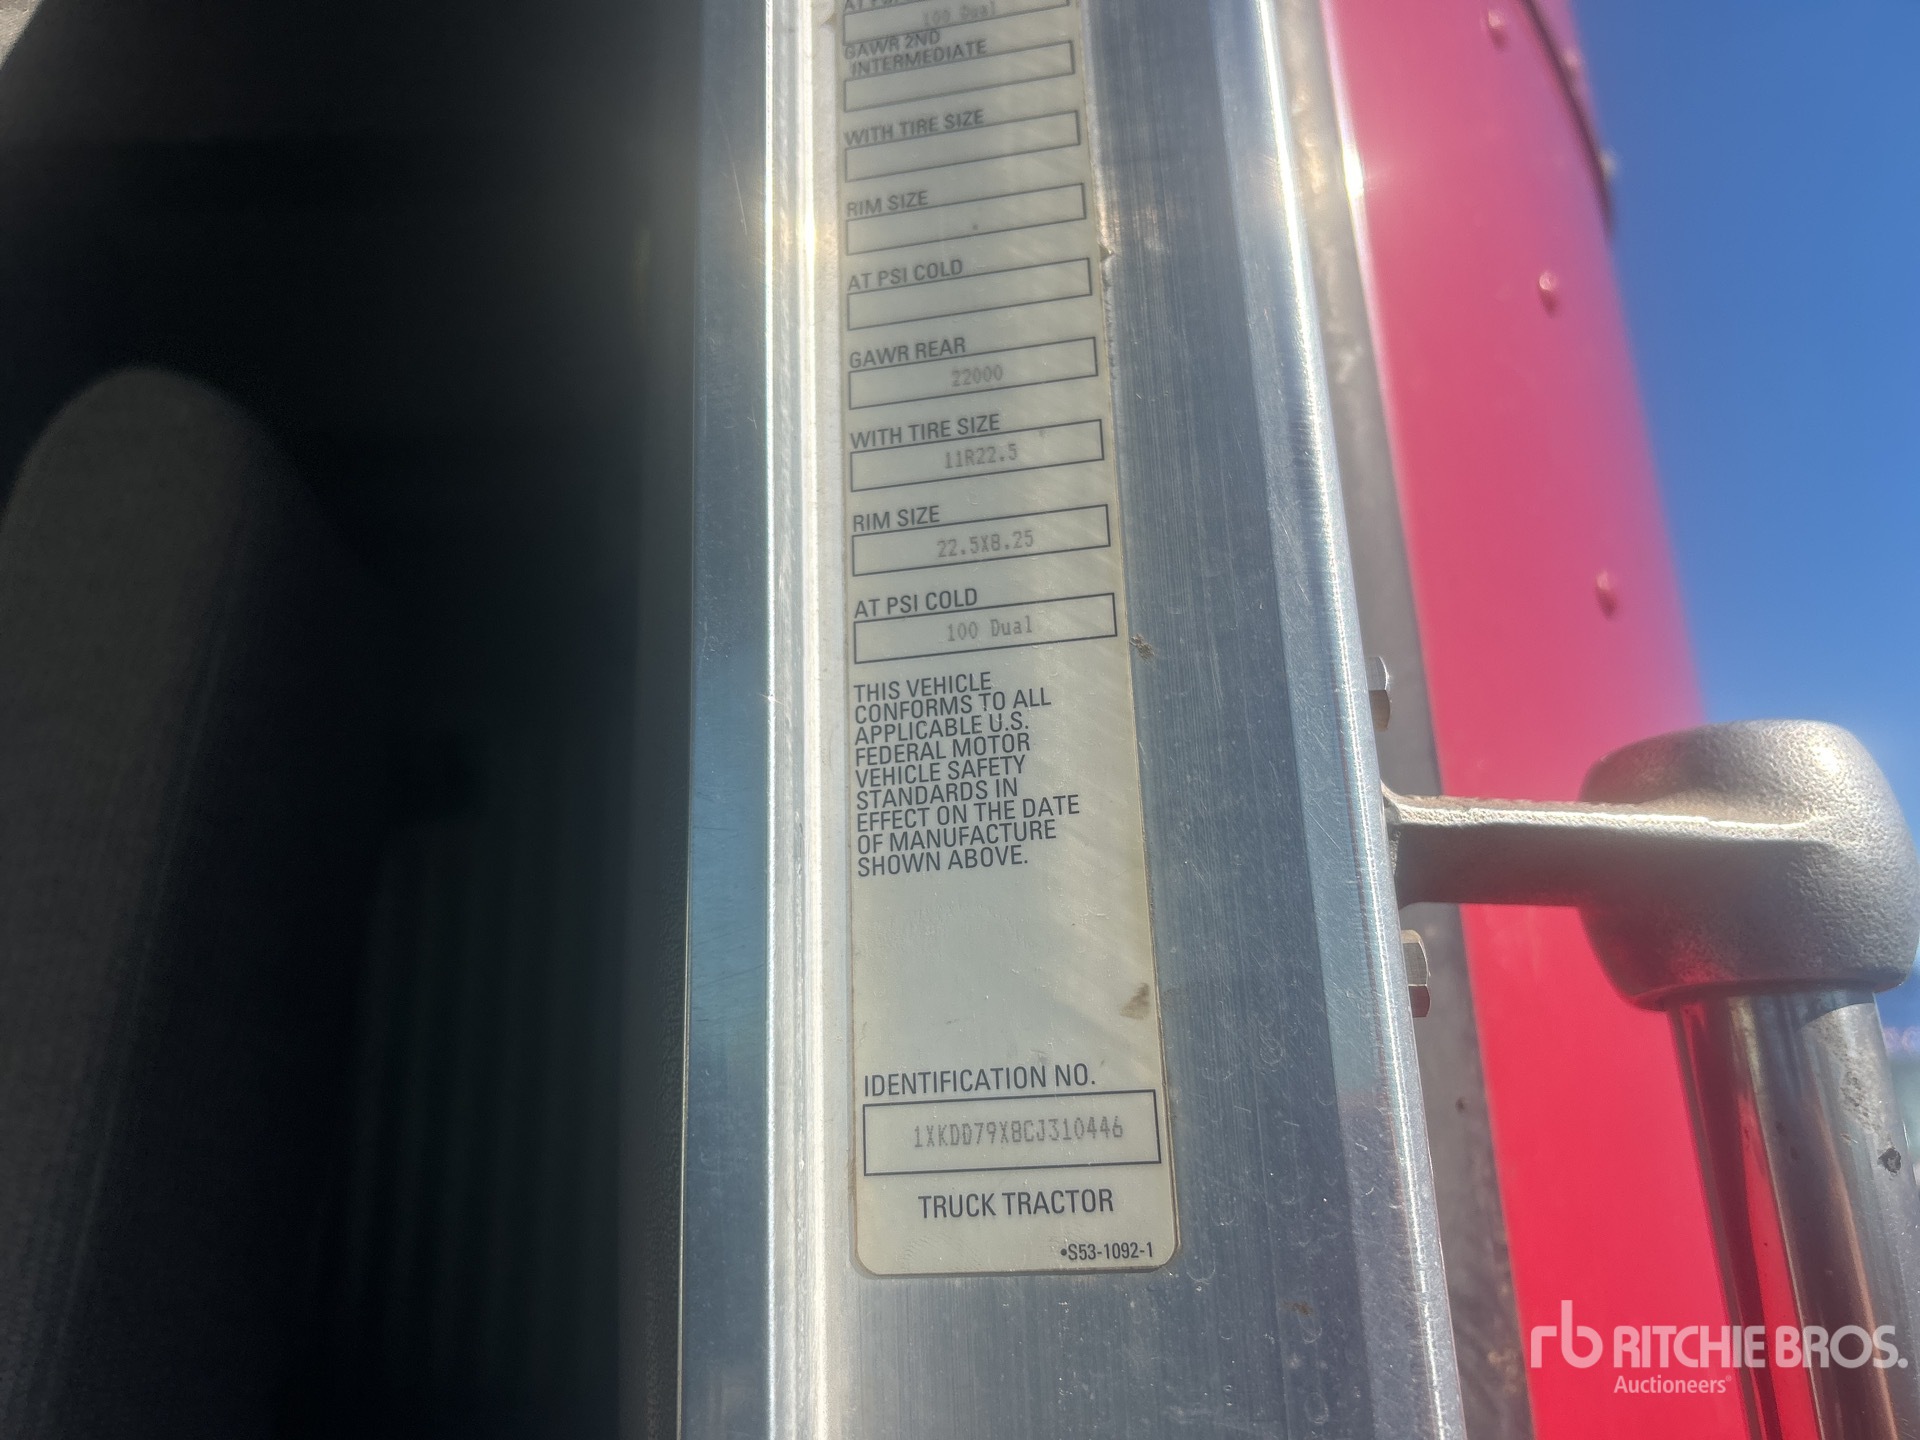 100 Dual
GAWR 2ND
INTERMEDIATE
WITH TIRE SIZE
RIM SIZE
AT PSI COLD
GAWR REAR
22000
WITH TIRE SIZE
11R22.5
RIM SIZE
22.5X8.25
AT PSI COLD
100 Dual
THIS VEHICLE
CONFORMS TO ALL
APPLICABLE U.S.
FEDERAL MOTOR
VEHICLE SAFETY
STANDARDS IN
EFFECT ON THE DATE
OF MANUFACTURE
SHOWN ABOVE.
IDENTIFICATION NO.
1XKDD79X8CJ310446
TRUCK TRACTOR
•S53-1092-1
rb RITCHIE BROS.
Auctioneers